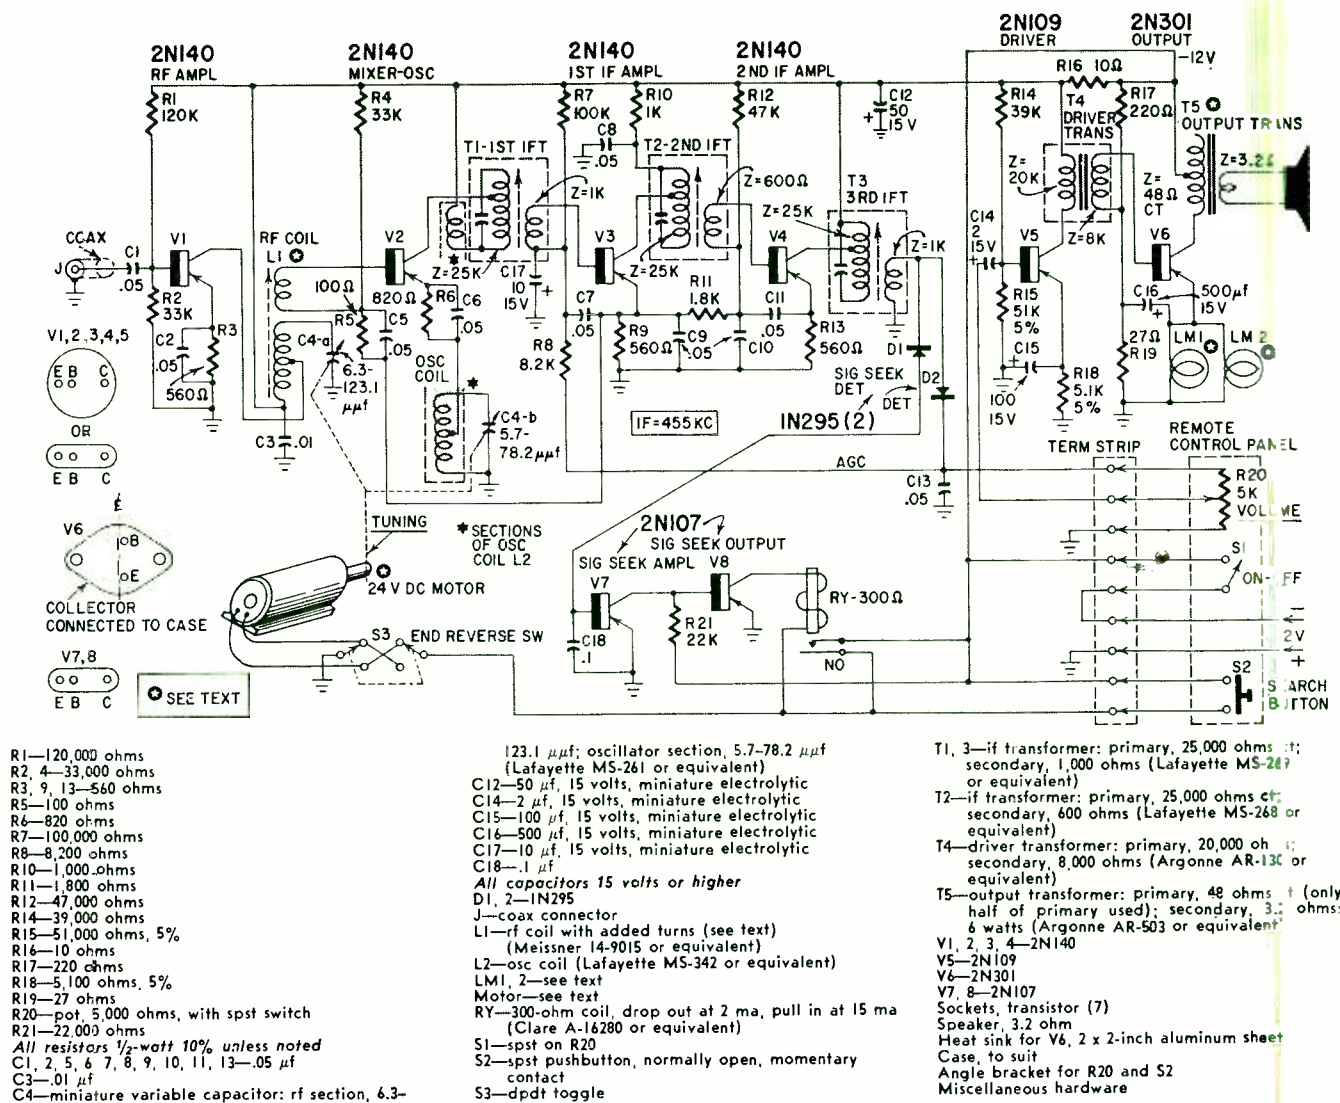 2N140
RF AMPL
2N140
MIXER-OSC
2N140
1ST IF AMPL
2N140
2ND IF AMPL
2N109
DRIVER
2N301
OUTPUT
-12V
R1
120K
R4
33K
R7
100K
R10
1K
C8
.05
R12
47K
C12
50
15V
+
R14
39K
R16 10Ω
T4
DRIVER
TRANS
R17
220Ω
T5
OUTPUT TRANS
T1-1ST IFT
T2-2ND IFT
Z=1K
Z=600Ω
T3
3RD IFT
Z=25K
Z=1K
Z=
20K
Z=8K
Z=
48Ω
CT
Z=3.2Ω
COAX
J
C1
.05
V1
RF COIL
L1
V2
Z=25K
C17
10
15V
+
V3
Z=25K
V4
C14
2
15V
+
V5
V6
R2
33K
C2
.05
R3
560Ω
100Ω
R5
820Ω
R6
C5
.05
C6
.05
C4-a
6.3-
123.1
μμf
C3
.01
OSC
COIL
*
C4-b
5.7-
78.2μμf
C7
.05
R8
8.2K
R9
560Ω
R11
1.8K
C9
.05
C10
C11
.05
R13
560Ω
IF=455KC
D1
SIG SEEK
DET
D2
DET
1N295(2)
AGC
C13
.05
R15
51K
5%
C15
+
100
15V
R18
5.1K
5%
C16
+
500μf
15V
27Ω
R19
LM1
LM2
V1,2,3,4,5
E B C
OR
E B C
V6
B
E
COLLECTOR
CONNECTED TO CASE
V7,8
E B C
SEE TEXT
TUNING
24V DC MOTOR
*SECTIONS
OF OSC
COIL L2
S3
END REVERSE SW
2N107
SIG SEEK OUTPUT
SIG SEEK AMPL
V7
V8
C18
.1
R21
22K
RY-300Ω
NO
TERM STRIP
REMOTE
CONTROL PANEL
R20
5K
VOLUME
S1
ON-OFF
–
2V
+
S2
SEARCH
BUTTON
R1—120,000 ohms
R2, 4—33,000 ohms
R3, 9, 13—560 ohms
R5—100 ohms
R6—820 ohms
R7—100,000 ohms
R8—8,200 ohms
R10—1,000 ohms
R11—1,800 ohms
R12—47,000 ohms
R14—39,000 ohms
R15—51,000 ohms, 5%
R16—10 ohms
R17—220 ohms
R18—5,100 ohms, 5%
R19—27 ohms
R20—pot, 5,000 ohms, with spst switch
R21—22,000 ohms
All resistors ½-watt 10% unless noted
C1, 2, 5, 6 7, 8, 9, 10, 11, 13—.05 μf
C3—.01 μf
C4—miniature variable capacitor: rf section, 6.3-
123.1 μμf; oscillator section, 5.7-78.2 μμf
(Lafayette MS-261 or equivalent)
C12—50 μf, 15 volts, miniature electrolytic
C14—2 μf, 15 volts, miniature electrolytic
C15—100 μf, 15 volts, miniature electrolytic
C16—500 μf, 15 volts, miniature electrolytic
C17—10 μf, 15 volts, miniature electrolytic
C18—.1 μf
All capacitors 15 volts or higher
D1, 2—1N295
J—coax connector
L1—rf coil with added turns (see text)
(Meissner 14-9015 or equivalent)
L2—osc coil (Lafayette MS-342 or equivalent)
LM1, 2—see text
Motor—see text
RY—300-ohm coil, drop out at 2 ma, pull in at 15 ma
(Clare A-16280 or equivalent)
S1—spst on R20
S2—spst pushbutton, normally open, momentary
contact
S3—dpdt toggle
T1, 3—if transformer: primary, 25,000 ohms ct;
secondary, 1,000 ohms (Lafayette
or equivalent)
T2—if transformer: primary, 25,000 ohms ct;
secondary, 600 ohms (Lafayette MS-268 or
equivalent)
T4—driver transformer: primary, 20,000 oh
secondary, 8,000 ohms (Argonne AR-130 or
equivalent)
T5—output transformer: primary, 48 ohms t (only
half of primary used); secondary, 3.2 ohms;
6 watts (Argonne AR-503 or equivalent
V1, 2, 3, 4—2N140
V5—2N109
V6—2N301
V7, 8—2N107
Sockets, transistor (7)
Speaker, 3.2 ohm
Heat sink for V6, 2 x 2-inch aluminum sheet
Case, to suit
Angle bracket for R20 and S2
Miscellaneous hardware